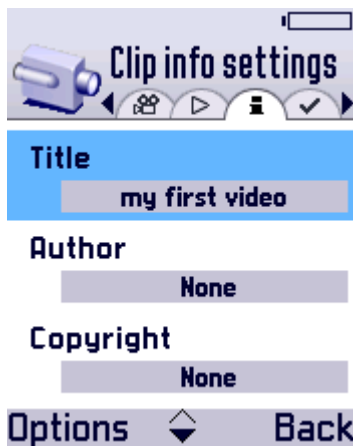 Clip info settings
Title
my first video
Author
None
Copyright
None
Options
Back